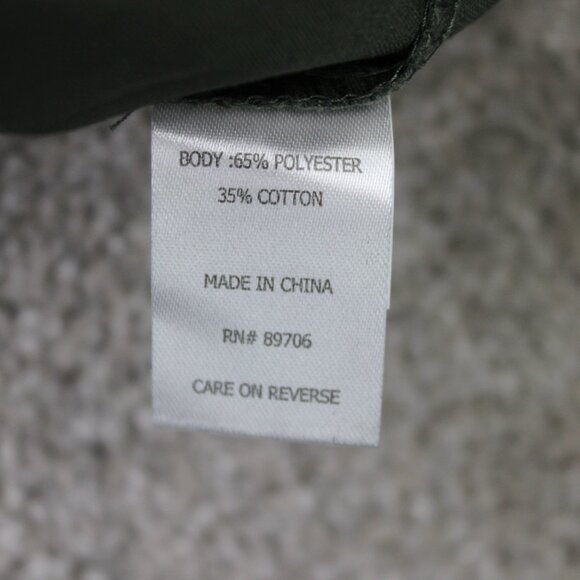 BODY :65% POLYESTER
35% COTTON
MADE IN CHINA
RN# 89706
CARE ON REVERSE